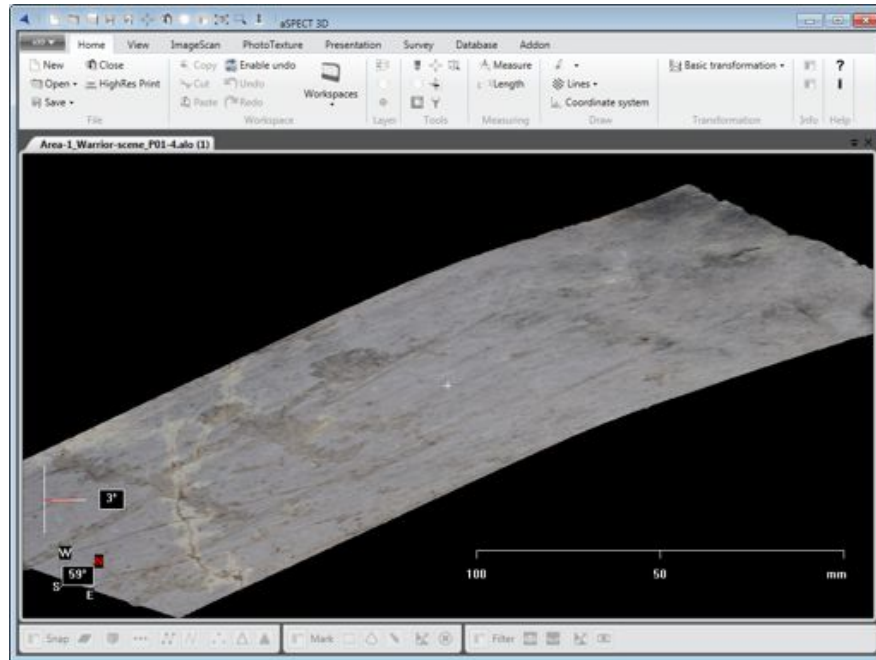 aSPECT 3D
Home View ImageScan PhotoTexture Presentation Survey Database Addon
New Close Copy Enable undo Measure Basic transformation ?
Open HighRes Print Cut Undo Workspaces Length Lines
Save Paste Redo Coordinate system
File Workspace Layer Tools Measuring Draw Transformation Info Help
Area-1_Warrior-scene_P01-4.alo (1)
3°
W N
59°
S E
100 50 mm
Snap Mark Filter